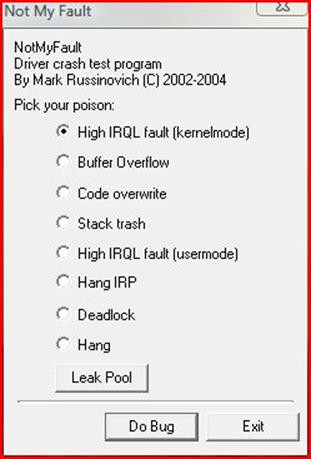 Not My Fault
NotMyFault
Driver crash test program
By Mark Russinovich (C) 2002-2004
Pick your poison:
High IRQL fault (kernelmode)
Buffer Overflow
Code overwrite
Stack trash
High IRQL fault (usermode)
Hang IRP
Deadlock
Hang
Leak Pool
Do Bug
Exit